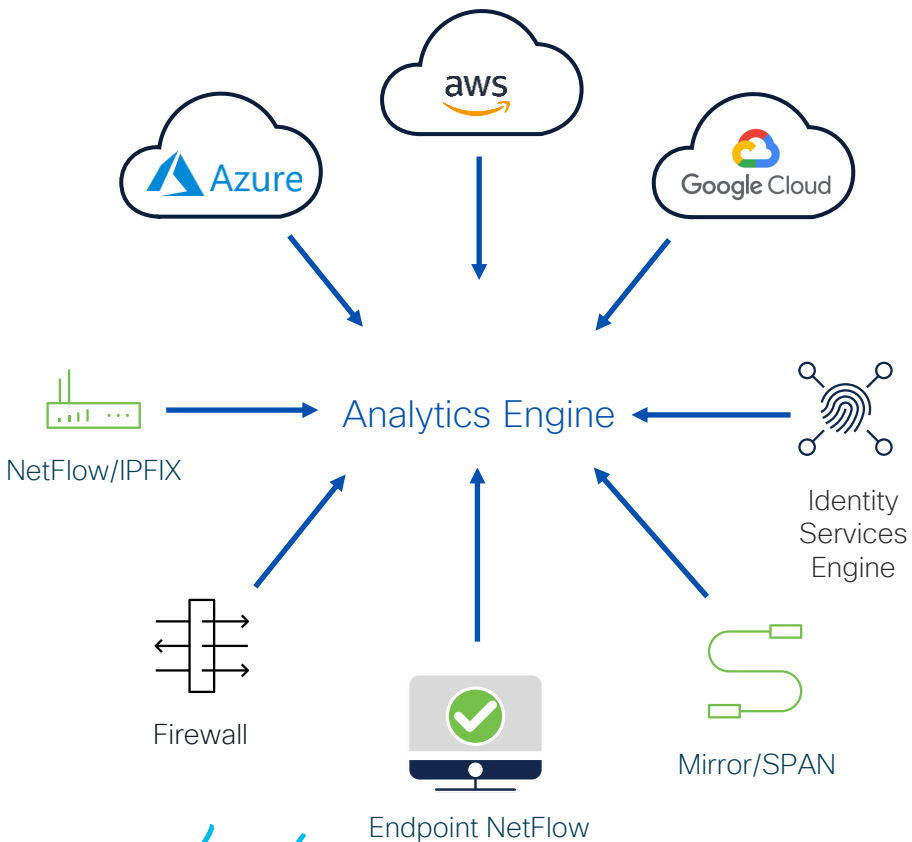 aws
Azure
Google Cloud
Analytics Engine
NetFlow/IPFIX
Identity
Services
Engine
Firewall
Mirror/SPAN
Endpoint NetFlow